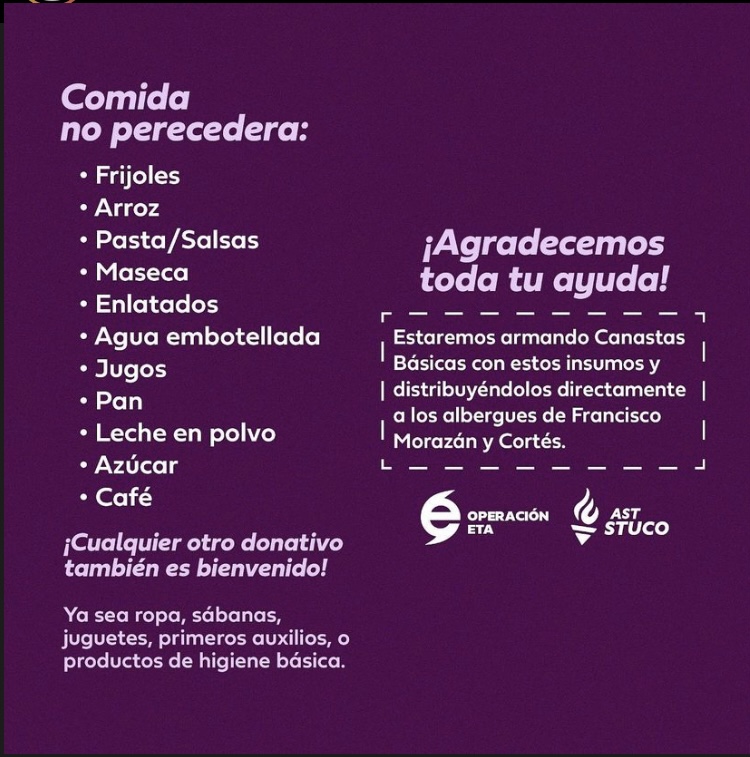 Comida
no perecedera:
• Frijoles
• Arroz
• Pasta/Salsas
• Maseca
• Enlatados
• Agua embotellada
• Jugos
• Pan
• Leche en polvo
• Azúcar
• Café
¡Cualquier otro donativo
también es bienvenido!
Ya sea ropa, sábanas,
juguetes, primeros auxilios, o
productos de higiene básica.
¡Agradecemos
toda tu ayuda!
Estaremos armando Canastas
Básicas con estos insumos y
distribuyéndolos directamente
a los albergues de Francisco
Morazán y Cortés.
OPERACIÓN
ETA
AST
STUCO